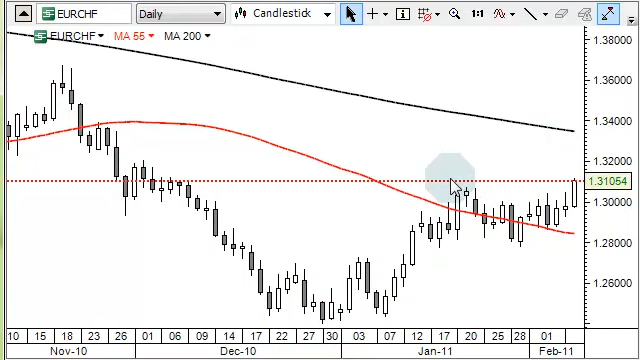 EURCHF Daily Candlestick 1:1
EURCHF MA 55 MA 200
1.38000
1.36000
1.34000
1.32000
1.31054
1.30000
1.28000
1.26000
10 15 18 23 26 01 06 09 14 17 22 27 30 04 07 12 17 20 25 28 01
Nov-10 Dec-10 Jan-11 Feb-11